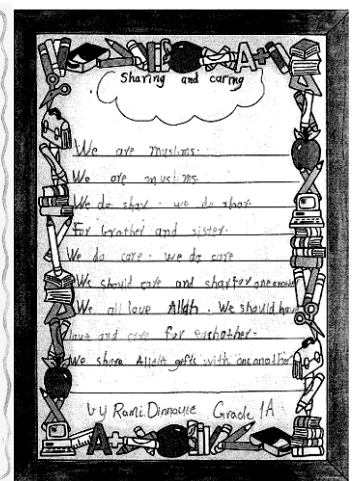 Sharing and caring
We are muslims.
We are muslims
We do shar. we do shar.
For brother and sister.
We do care. we do care
We should care and shar for one another
We all love Allah. We should have
love and care for eachother.
We share Allah gifts with one another
by Rami Grade 1A